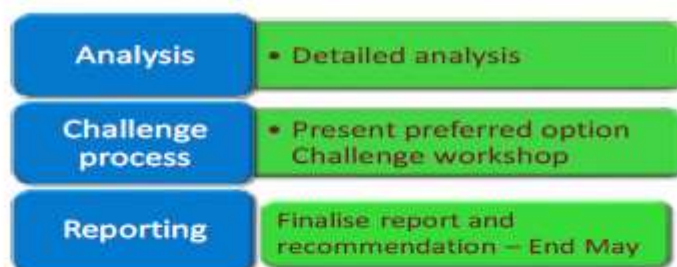 Analysis
• Detailed analysis
Challenge
process
• Present preferred option
Challenge workshop
Reporting
Finalise report and
recommendation – End May